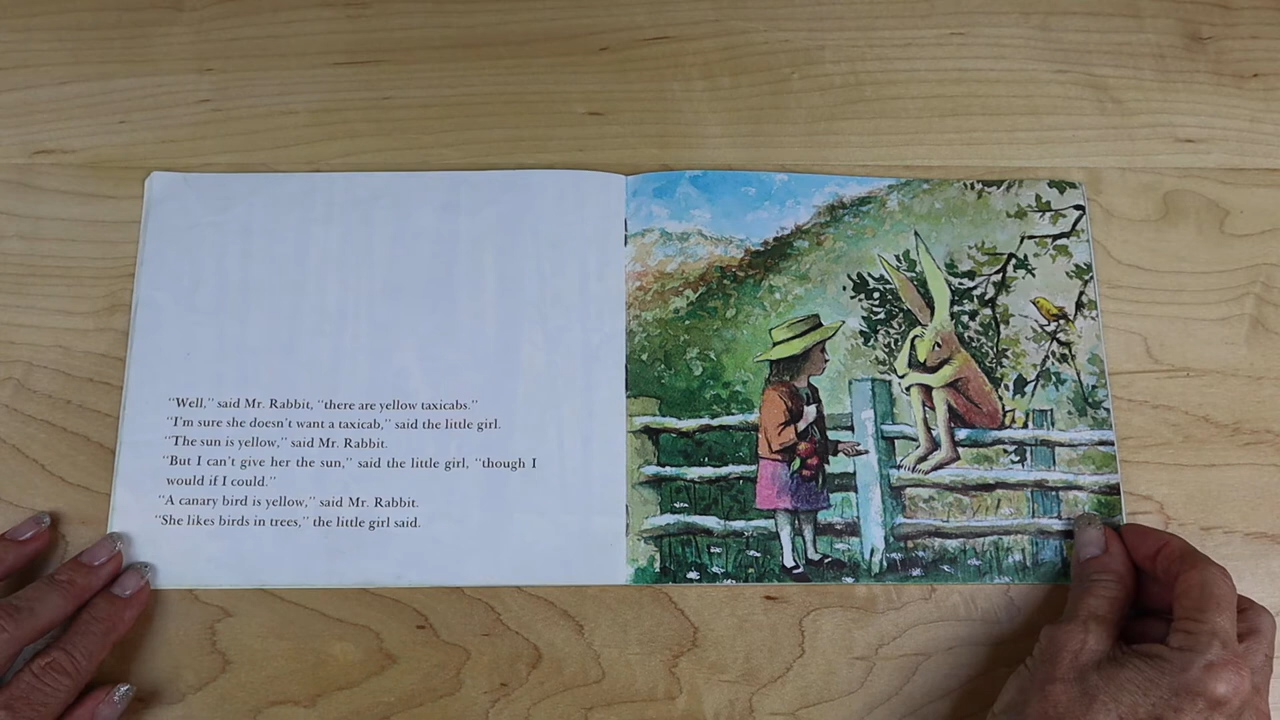 “Well,” said Mr. Rabbit, “there are yellow taxicabs.”
“I’m sure she doesn’t want a taxicab,” said the little girl.
“The sun is yellow,” said Mr. Rabbit.
“But I can’t give her the sun,” said the little girl, “though I
would if I could.”
“A canary bird is yellow,” said Mr. Rabbit.
“She likes birds in trees,” the little girl said.